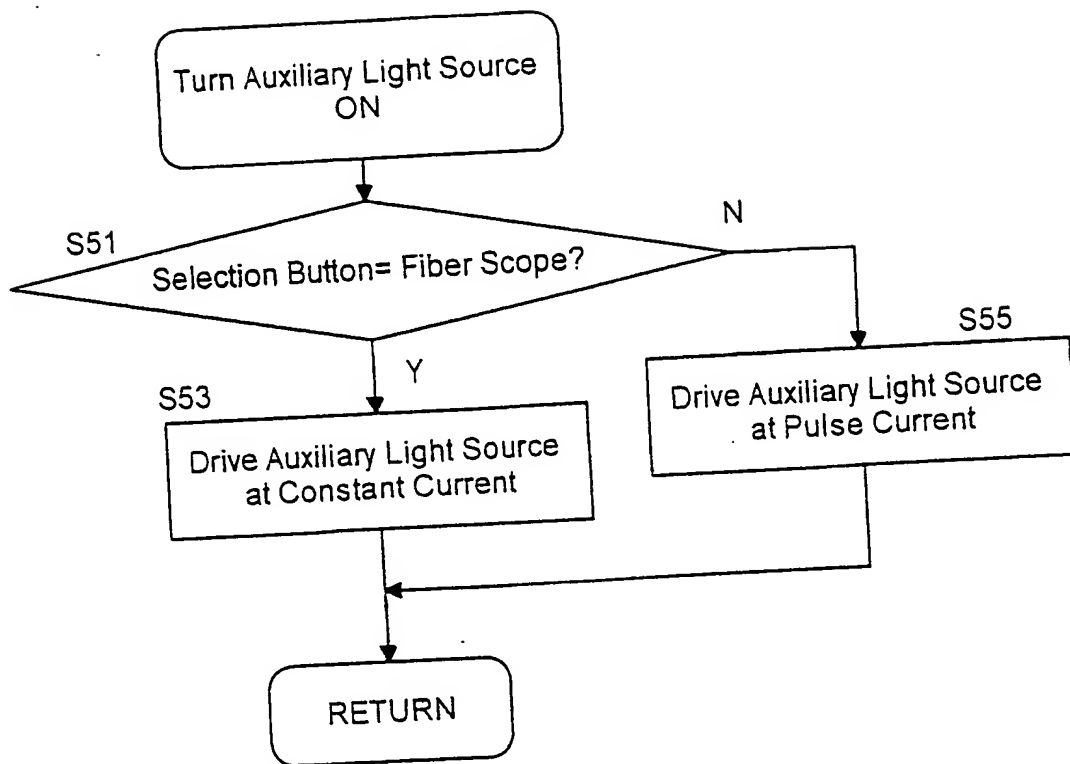 Turn Auxiliary Light Source
ON
S51
Selection Button= Fiber Scope?
N
Y
S53
Drive Auxiliary Light Source
at Constant Current
S55
Drive Auxiliary Light Source
at Pulse Current
RETURN